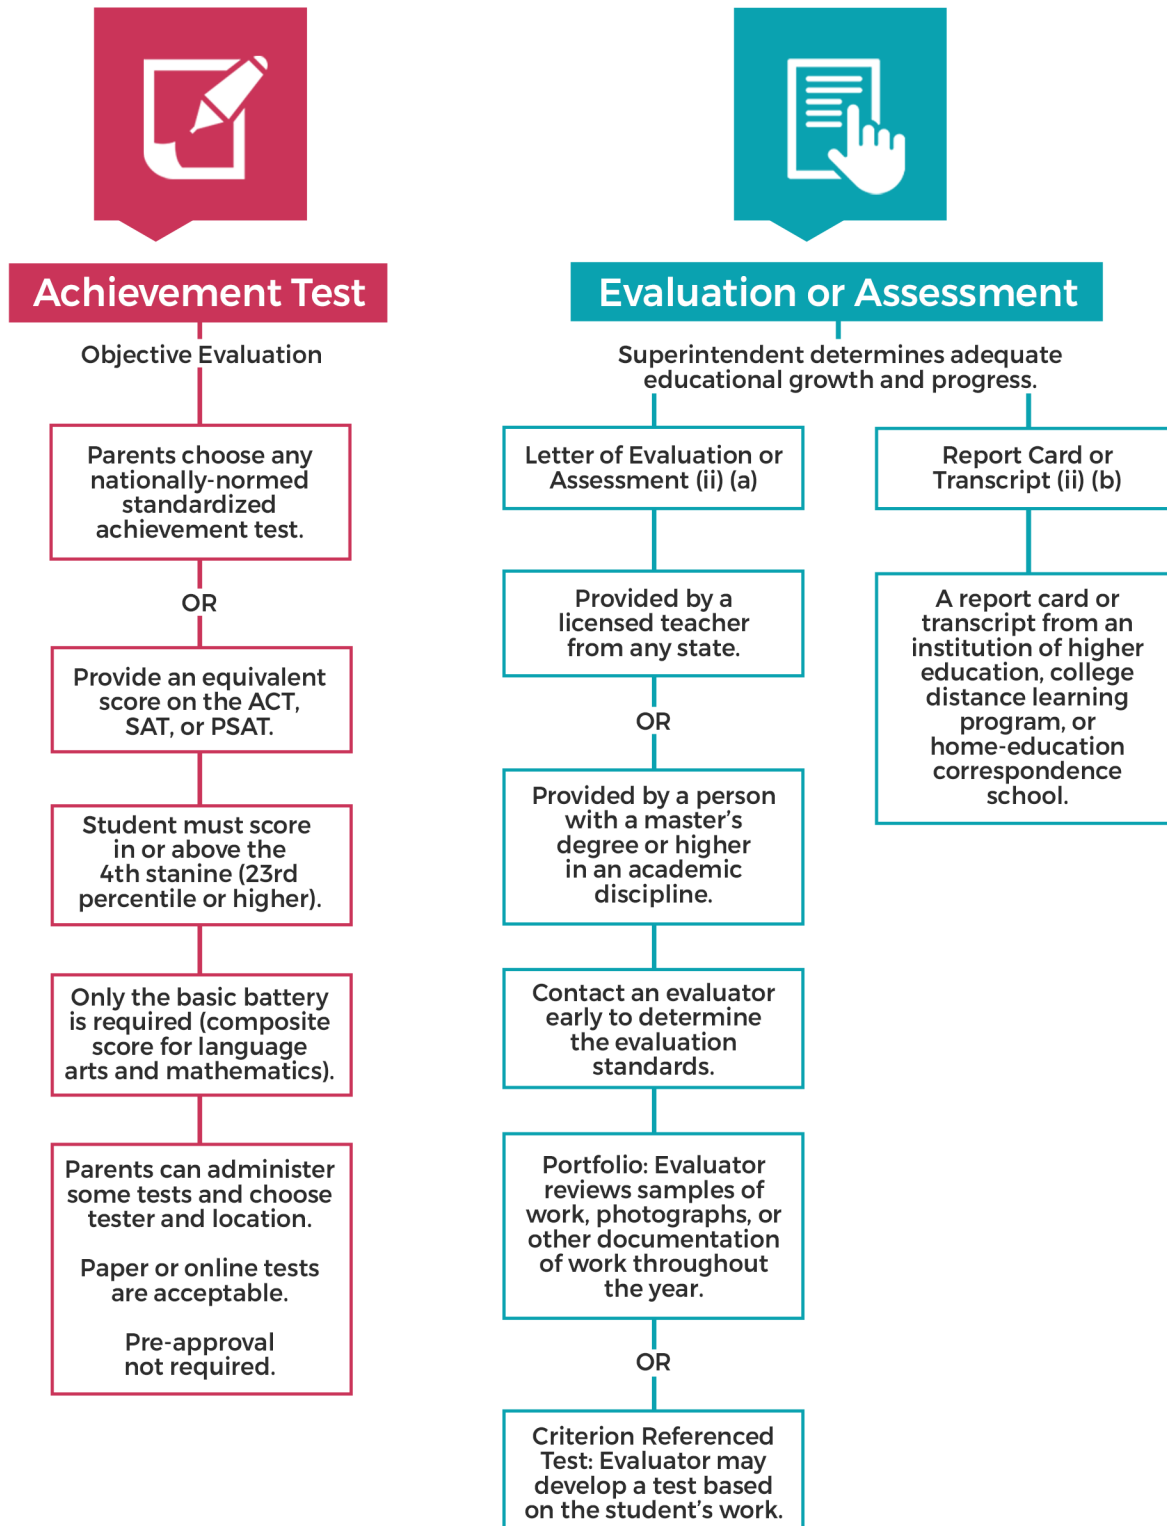 Achievement Test
Objective Evaluation
Parents choose any
nationally-normed
standardized
achievement test.
OR
Provide an equivalent
score on the ACT,
SAT, or PSAT.
Student must score
in or above the
4th stanine (23rd
percentile or higher).
Only the basic battery
is required (composite
score for language
arts and mathematics).
Parents can administer
some tests and choose
tester and location.
Paper or online tests
are acceptable.
Pre-approval
not required.
Evaluation or Assessment
Superintendent determines adequate
educational growth and progress.
Letter of Evaluation or
Assessment (ii) (a)
Provided by a
licensed teacher
from any state.
OR
Provided by a person
with a master’s
degree or higher
in an academic
discipline.
Contact an evaluator
early to determine
the evaluation
standards.
Portfolio: Evaluator
reviews samples of
work, photographs, or
other documentation
of work throughout
the year.
OR
Criterion Referenced
Test: Evaluator may
develop a test based
on the student’s work.
Report Card or
Transcript (ii) (b)
A report card or
transcript from an
institution of higher
education, college
distance learning
program, or
home-education
correspondence
school.